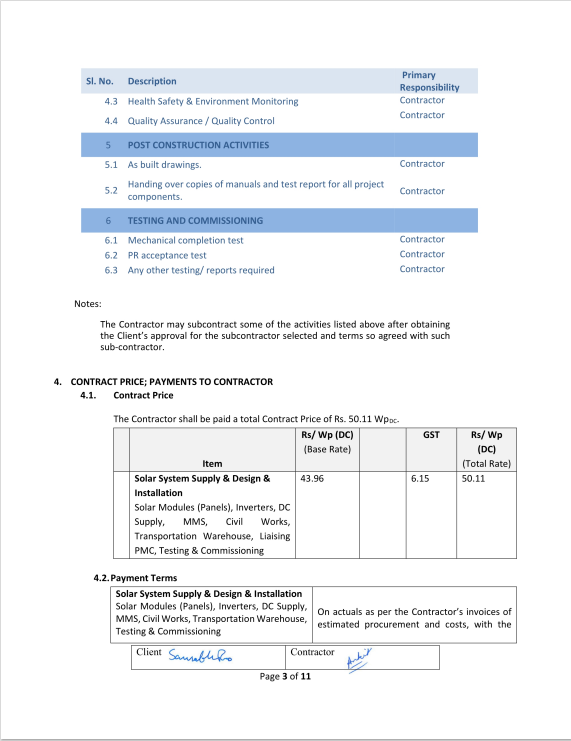 Sl. No. Description Primary Responsibility
4.3 Health Safety & Environment Monitoring Contractor
4.4 Quality Assurance / Quality Control Contractor
5 POST CONSTRUCTION ACTIVITIES
5.1 As built drawings. Contractor
5.2 Handing over copies of manuals and test report for all project
components. Contractor
6 TESTING AND COMMISSIONING
6.1 Mechanical completion test Contractor
6.2 PR acceptance test Contractor
6.3 Any other testing/ reports required Contractor
Notes:
The Contractor may subcontract some of the activities listed above after obtaining
the Client’s approval for the subcontractor selected and terms so agreed with such
sub-contractor.
4. CONTRACT PRICE; PAYMENTS TO CONTRACTOR
4.1. Contract Price
The Contractor shall be paid a total Contract Price of Rs. 50.11 WpDC.
Item Rs/ Wp (DC) (Base Rate) GST Rs/ Wp (DC) (Total Rate)
Solar System Supply & Design & 43.96 6.15 50.11
Installation
Solar Modules (Panels), Inverters, DC
Supply, MMS, Civil Works,
Transportation Warehouse, Liaising
PMC, Testing & Commissioning
4.2. Payment Terms
Solar System Supply & Design & Installation
Solar Modules (Panels), Inverters, DC Supply,
MMS, Civil Works, Transportation Warehouse,
Testing & Commissioning
On actuals as per the Contractor’s invoices of
estimated procurement and costs, with the
Client Contractor
Page 3 of 11